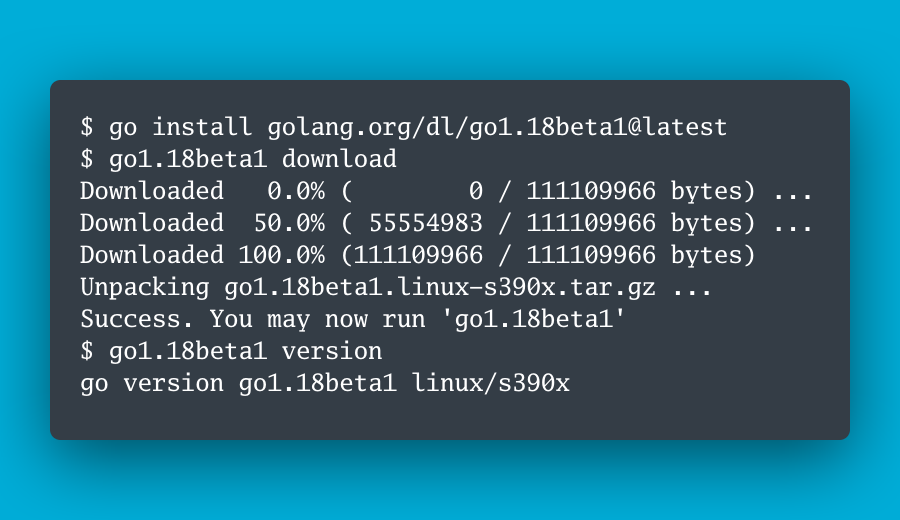 $ go install golang.org/dl/go1.18beta1@latest
$ go1.18beta1 download
Downloaded   0.0% (        0 / 111109966 bytes) ...
Downloaded  50.0% ( 55554983 / 111109966 bytes) ...
Downloaded 100.0% (111109966 / 111109966 bytes)
Unpacking go1.18beta1.linux-s390x.tar.gz ...
Success. You may now run 'go1.18beta1'
$ go1.18beta1 version
go version go1.18beta1 linux/s390x